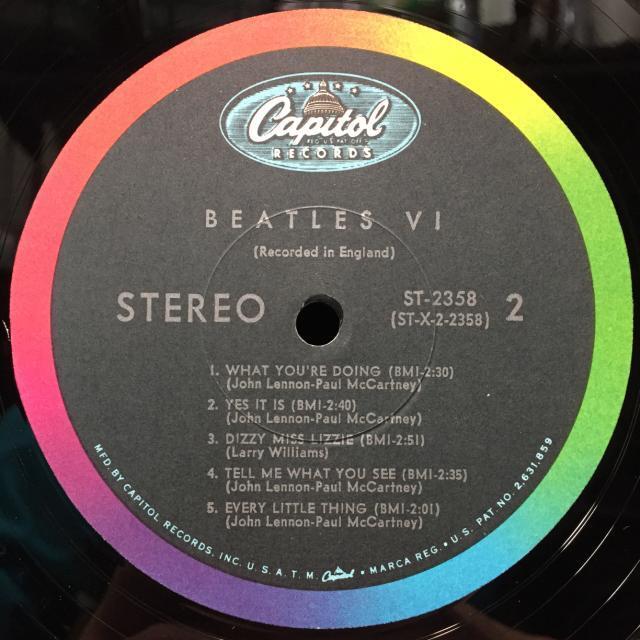 Capitol
REG. U.S. PAT. OFF.
RECORDS
BEATLES VI
(Recorded in England)
STEREO
ST-2358
(ST-X-2-2358)
2
1. WHAT YOU'RE DOING (BMI-2:30)
(John Lennon-Paul McCartney)
2. YES IT IS (BMI-2:40)
(John Lennon-Paul McCartney)
3. DIZZY MISS LIZZIE (BMI-2:51)
(Larry Williams)
4. TELL ME WHAT YOU SEE (BMI-2:35)
(John Lennon-Paul McCartney)
5. EVERY LITTLE THING (BMI-2:01)
(John Lennon-Paul McCartney)
MFD. BY CAPITOL RECORDS, INC. U.S.A. T.M. Capitol • MARCA REG. • U.S. PAT. NO. 2,631,859